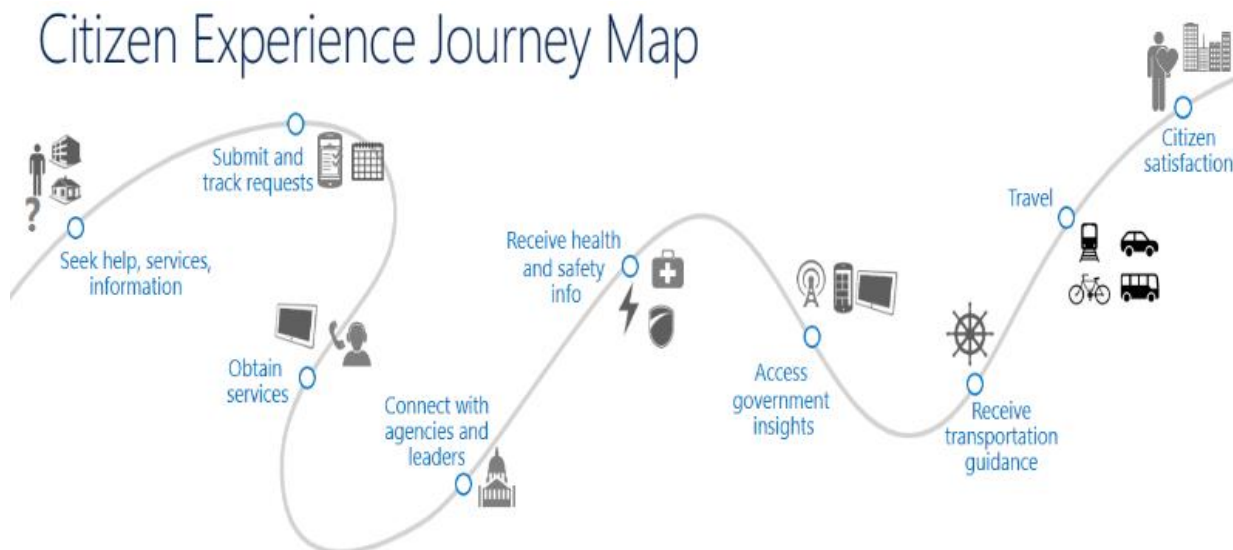 Citizen Experience Journey Map
Seek help, services,
information
Submit and
track requests
Obtain
services
Connect with
agencies and
leaders
Receive health
and safety
info
Access
government
insights
Receive
transportation
guidance
Travel
Citizen
satisfaction